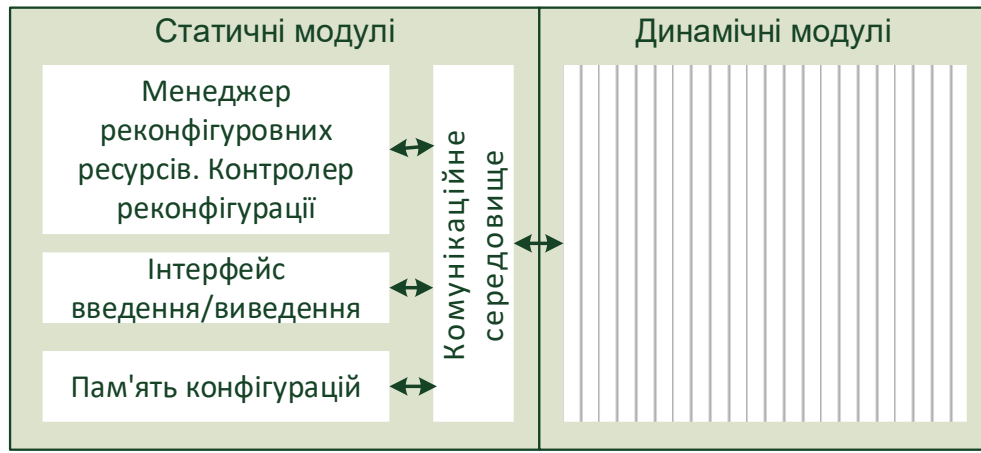 Статичні модулі
Динамічні модулі
Менеджер
реконфігуровних
ресурсів. Контролер
реконфігурації
Інтерфейс
введення/виведення
Пам'ять конфігурацій
Комунікаційне
середовище